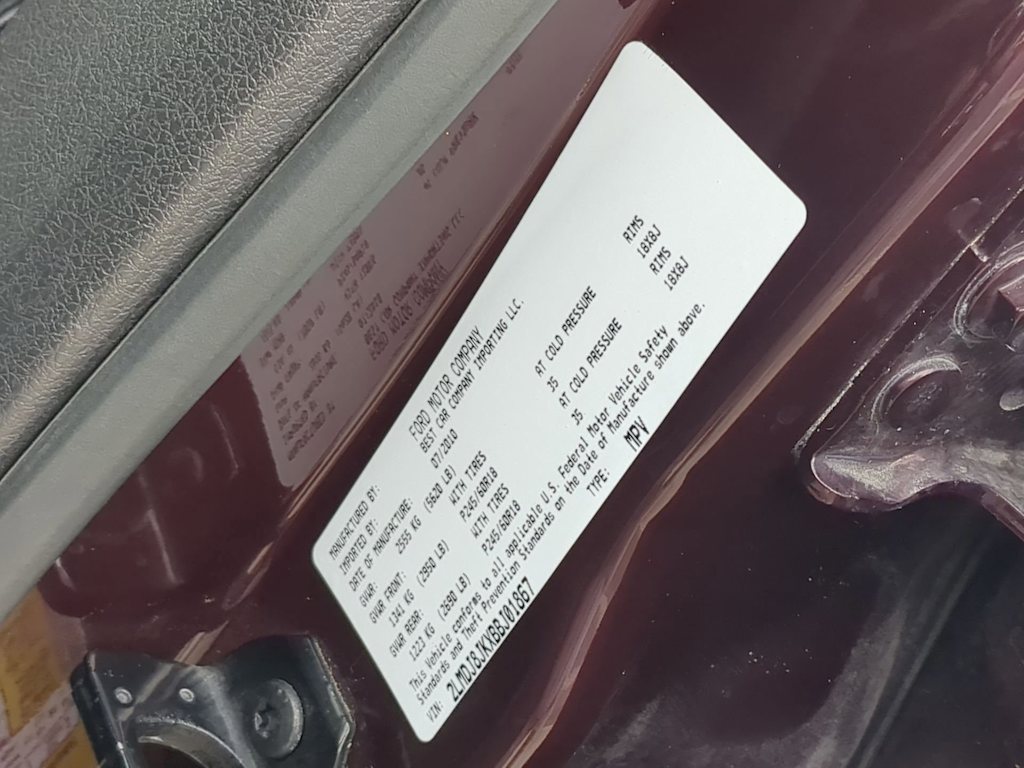 MANUFACTURED BY: FORD MOTOR COMPANY
IMPORTED BY: BEST CAR COMPANY IMPORTING LLC.
DATE OF MANUFACTURE: 07/2010
GVWR: 2555 KG (5620 LB)
GVWR FRONT: WITH TIRES AT COLD PRESSURE RIMS
1341 KG (2950 LB) P245/60R18 35 18X8J
GVWR REAR: WITH TIRES AT COLD PRESSURE RIMS
1223 KG (2690 LB) P245/60R18 35 18X8J
This Vehicle conforms to all applicable U.S. Federal Motor Vehicle Safety
Standards and Theft Prevention Standards on the Date of Manufacture shown above.
VIN: 2LMDJ8JKXBBJ01867 TYPE: MPV